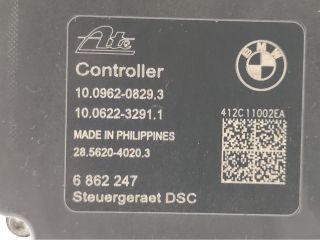 Ate
BMW
Controller
10.0962-0829.3
10.0622-3291.1
412C11002EA
MADE IN PHILIPPINES
28.5620-4020.3
6 862 247
Steuergeraet DSC